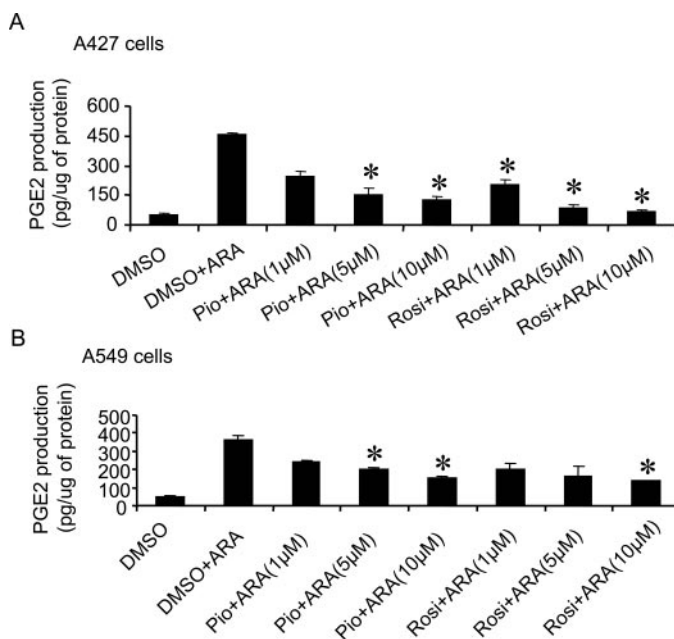 A
A427 cells
PGE2 production
(pg/ug of protein)
600
450
300
150
0
* * * * *
DMSO
DMSO+ARA
Pio+ARA(1µM)
Pio+ARA(5µM)
Pio+ARA(10µM)
Rosi+ARA(1µM)
Rosi+ARA(5µM)
Rosi+ARA(10µM)
B
A549 cells
PGE2 production
(pg/ug of protein)
500
400
300
200
100
0
* * *
DMSO
DMSO+ARA
Pio+ARA(1µM)
Pio+ARA(5µM)
Pio+ARA(10µM)
Rosi+ARA(1µM)
Rosi+ARA(5µM)
Rosi+ARA(10µM)